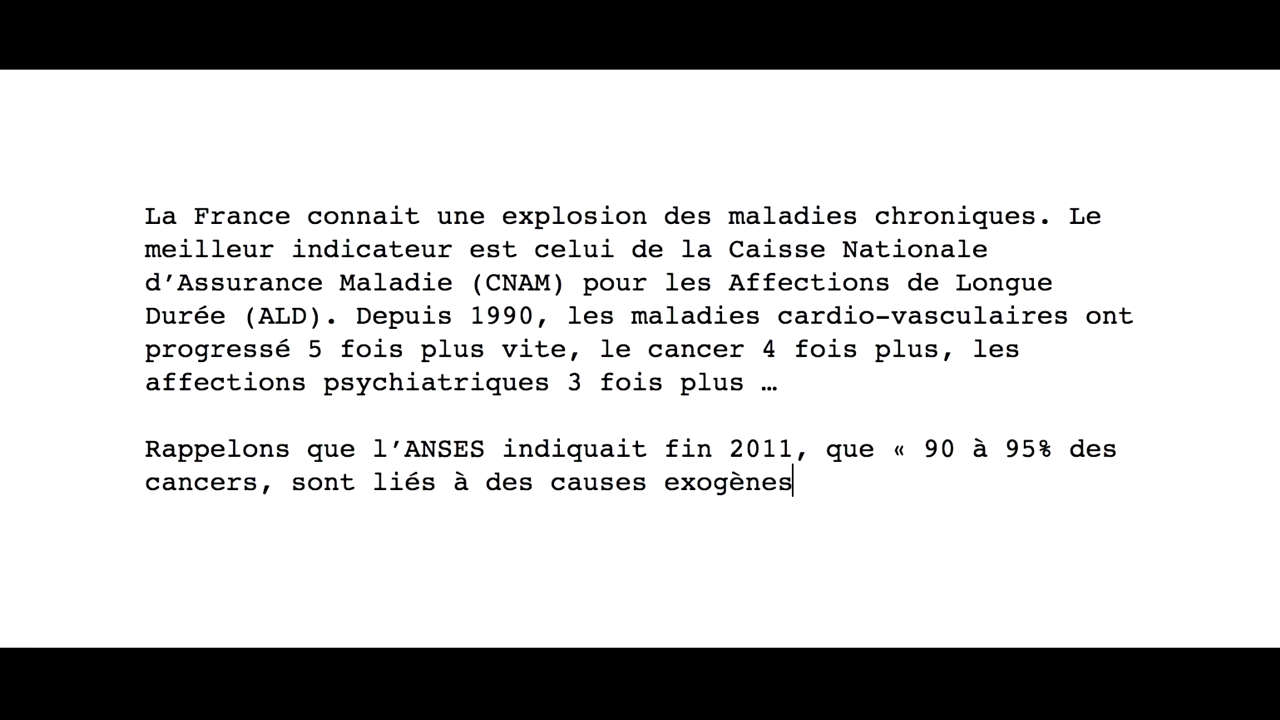 La France connait une explosion des maladies chroniques. Le
meilleur indicateur est celui de la Caisse Nationale
d’Assurance Maladie (CNAM) pour les Affections de Longue
Durée (ALD). Depuis 1990, les maladies cardio-vasculaires ont
progressé 5 fois plus vite, le cancer 4 fois plus, les
affections psychiatriques 3 fois plus …
Rappelons que l’ANSES indiquait fin 2011, que « 90 à 95% des
cancers, sont liés à des causes exogènes